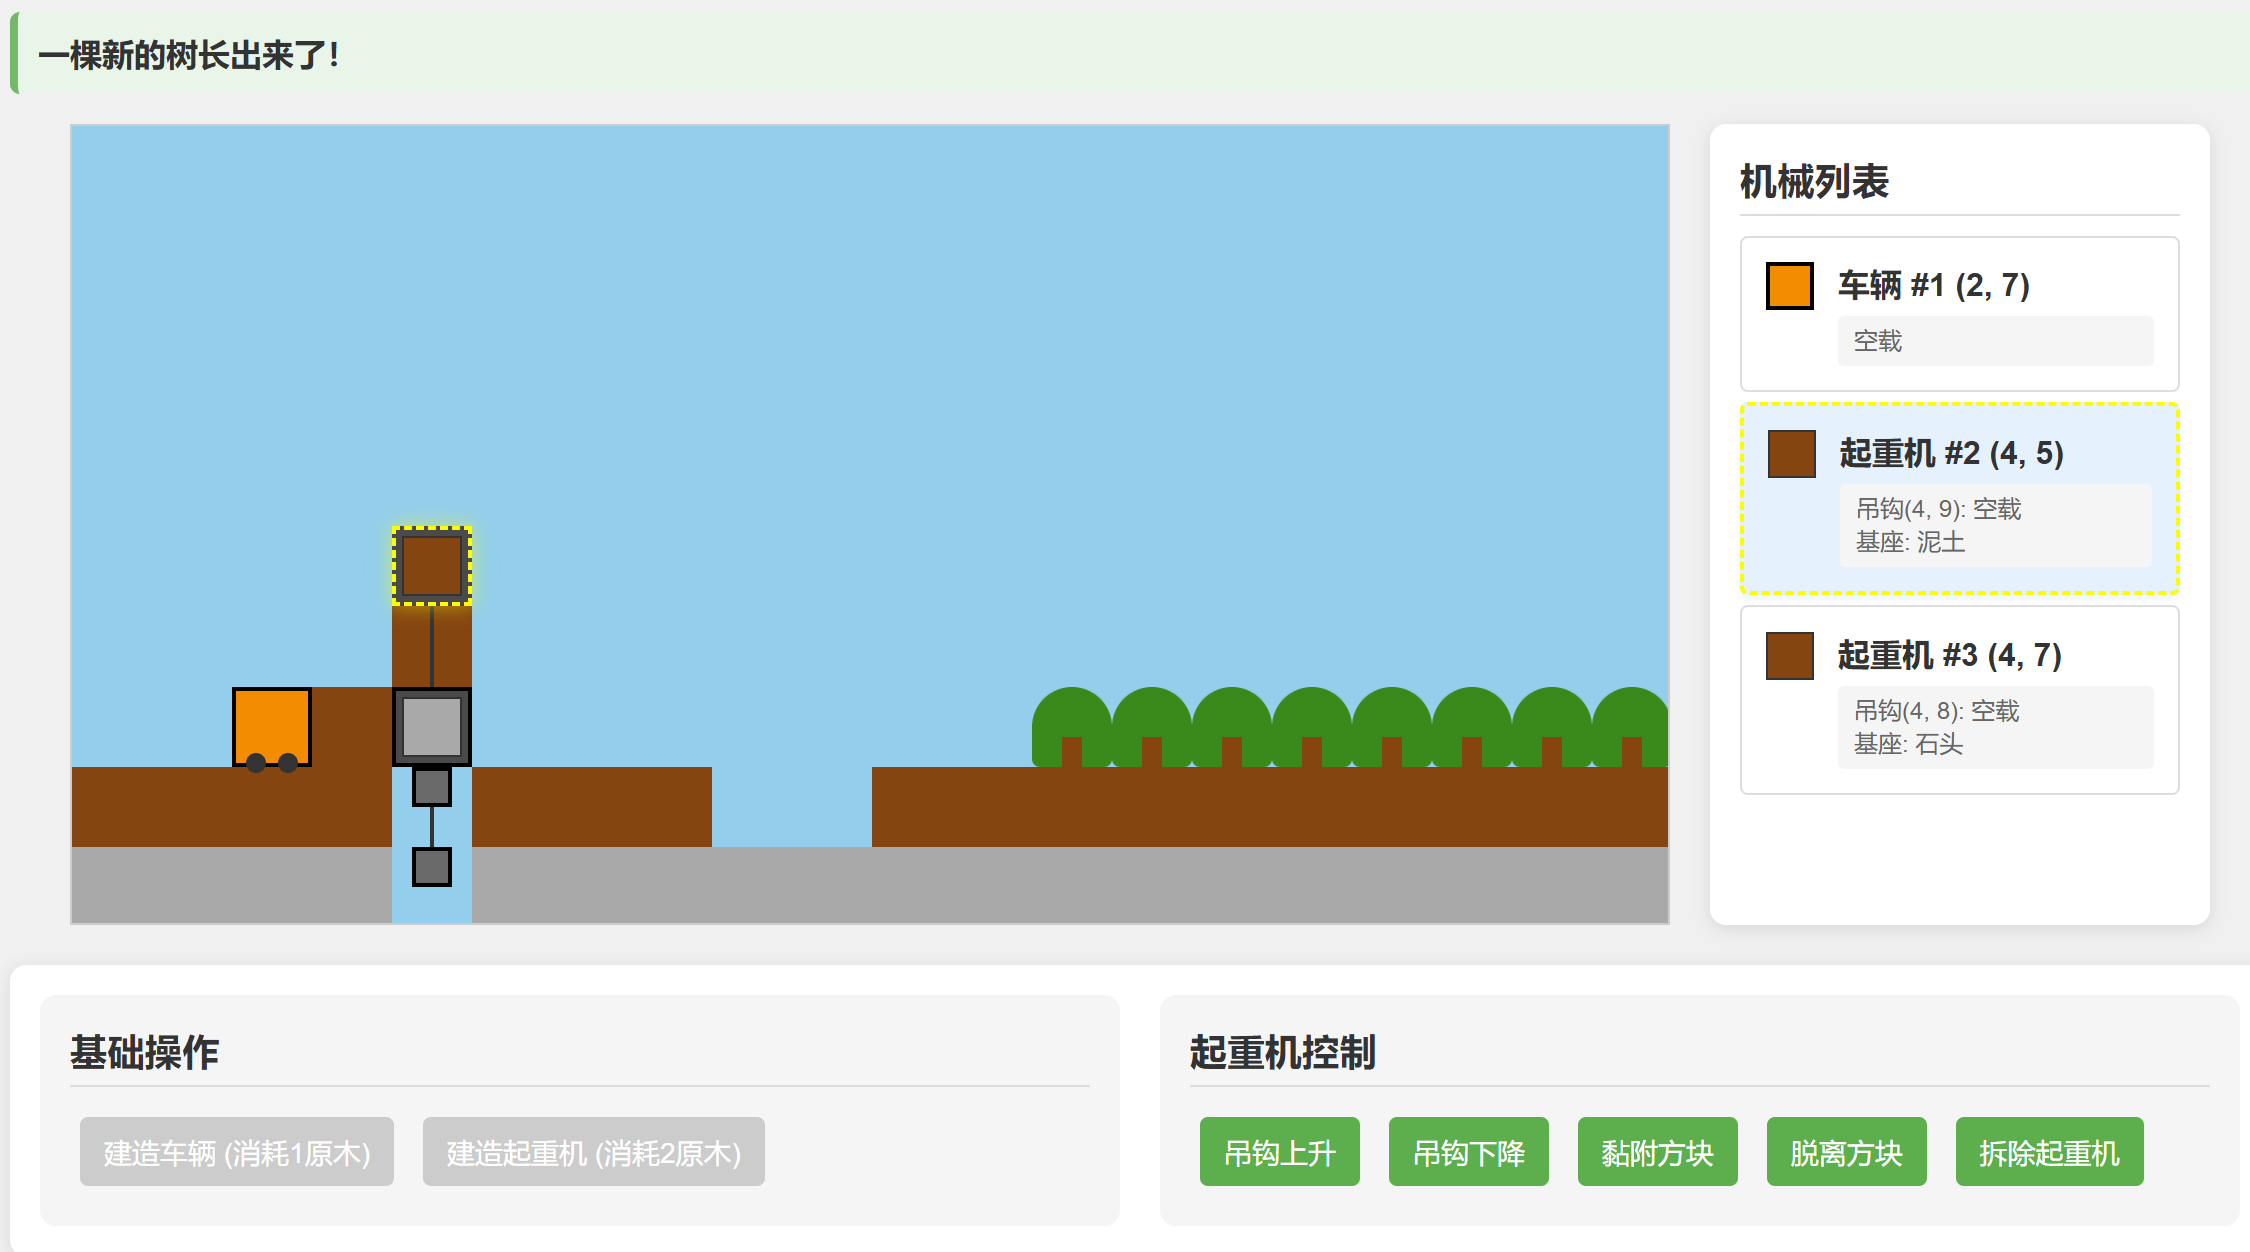 一棵新的树长出来了!
机械列表
车辆 #1 (2, 7)
空载
起重机 #2 (4, 5)
吊钩(4, 9): 空载
基座: 泥土
起重机 #3 (4, 7)
吊钩(4, 8): 空载
基座: 石头
基础操作
建造车辆 (消耗1原木)
建造起重机 (消耗2原木)
起重机控制
吊钩上升
吊钩下降
黏附方块
脱离方块
拆除起重机